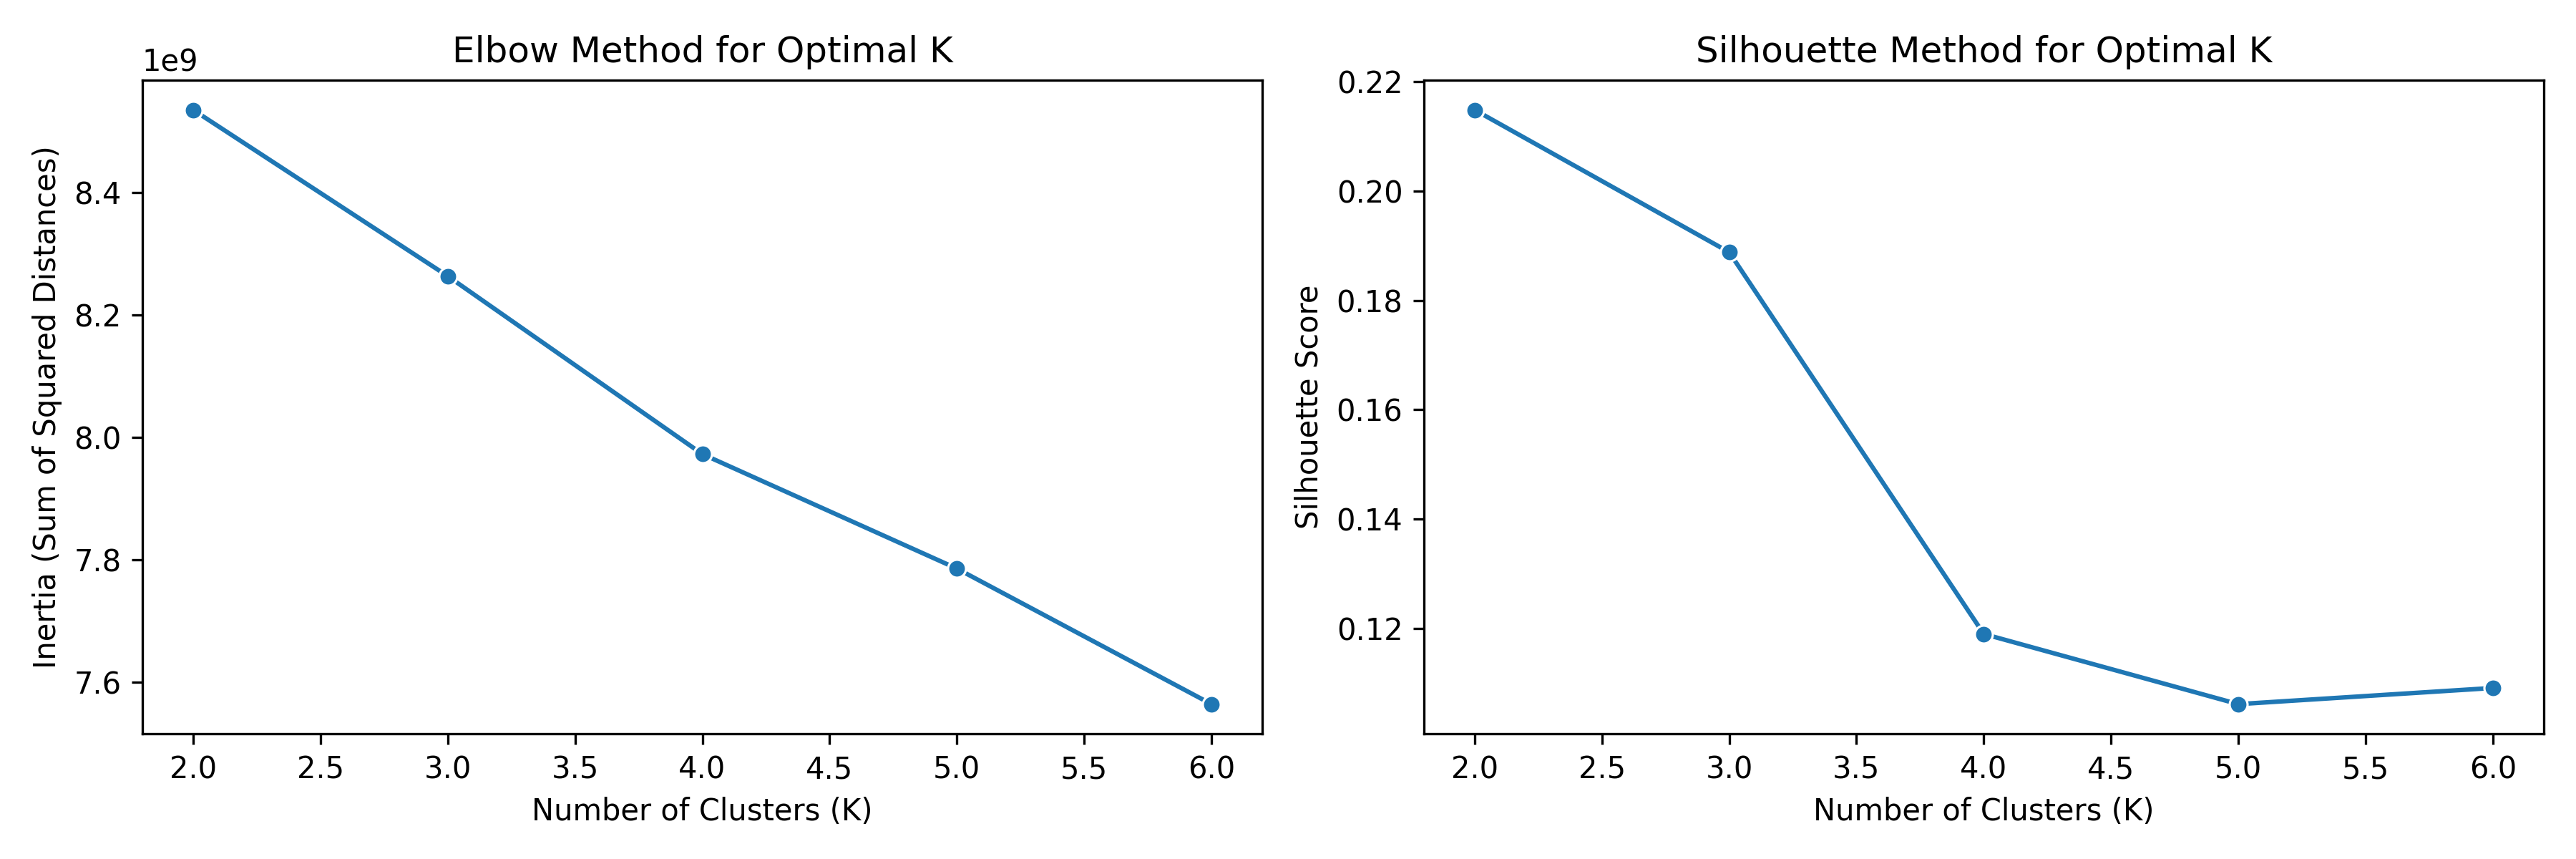 Elbow Method for Optimal K
1e9
Inertia (Sum of Squared Distances)
8.4
8.2
8.0
7.8
7.6
2.0 2.5 3.0 3.5 4.0 4.5 5.0 5.5 6.0
Number of Clusters (K)
Silhouette Method for Optimal K
Silhouette Score
0.22
0.20
0.18
0.16
0.14
0.12
2.0 2.5 3.0 3.5 4.0 4.5 5.0 5.5 6.0
Number of Clusters (K)